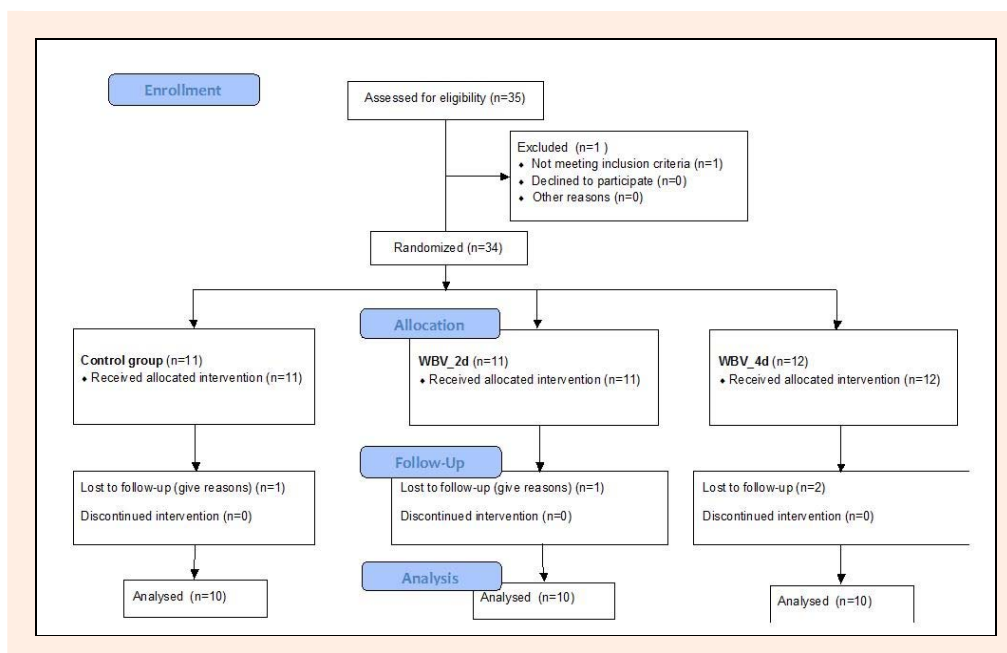 Enrollment
Assessed for eligibility (n=35)
Excluded (n=1 )
♦ Not meeting inclusion criteria (n=1)
♦ Declined to participate (n=0)
♦ Other reasons (n=0)
Randomized (n=34)
Allocation
Control group (n=11)
♦ Received allocated intervention (n=11)
WBV_2d (n=11)
♦ Received allocated intervention (n=11)
WBV_4d (n=12)
♦ Received allocated intervention (n=12)
Follow-Up
Lost to follow-up (give reasons) (n=1)
Discontinued intervention (n=0)
Lost to follow-up (give reasons) (n=1)
Discontinued intervention (n=0)
Lost to follow-up (n=2)
Discontinued intervention (n=0)
Analysis
Analysed (n=10)
Analysed (n=10)
Analysed (n=10)